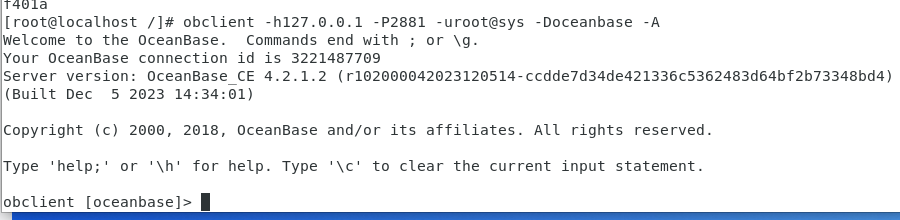 f401a
[root@localhost /]# obclient -h127.0.0.1 -P2881 -uroot@sys -Doceanbase -A
Welcome to the OceanBase.  Commands end with ; or \g.
Your OceanBase connection id is 3221487709
Server version: OceanBase_CE 4.2.1.2 (r102000042023120514-ccdde7d34de421336c5362483d64bf2b73348bd4)
(Built Dec  5 2023 14:34:01)

Copyright (c) 2000, 2018, OceanBase and/or its affiliates. All rights reserved.

Type 'help;' or '\h' for help. Type '\c' to clear the current input statement.

obclient [oceanbase]>